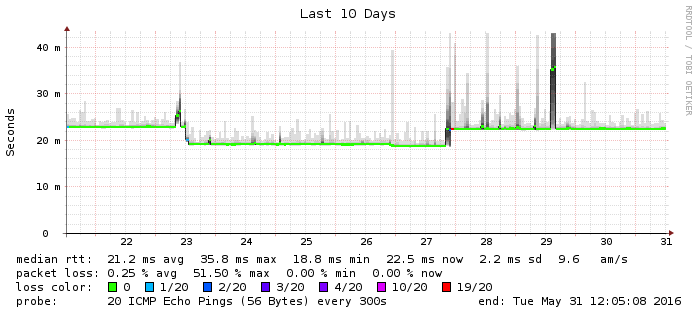 Last 10 Days
RRDTOOL / TOBI OETIKER
Seconds
40 m
30 m
20 m
10 m
0
22 23 24 25 26 27 28 29 30 31
median rtt: 21.2 ms avg 35.8 ms max 18.8 ms min 22.5 ms now 2.2 ms sd 9.6 am/s
packet loss: 0.25 % avg 51.50 % max 0.00 % min 0.00 % now
loss color: 0 1/20 2/20 3/20 4/20 10/20 19/20
probe: 20 ICMP Echo Pings (56 Bytes) every 300s end: Tue May 31 12:05:08 2016